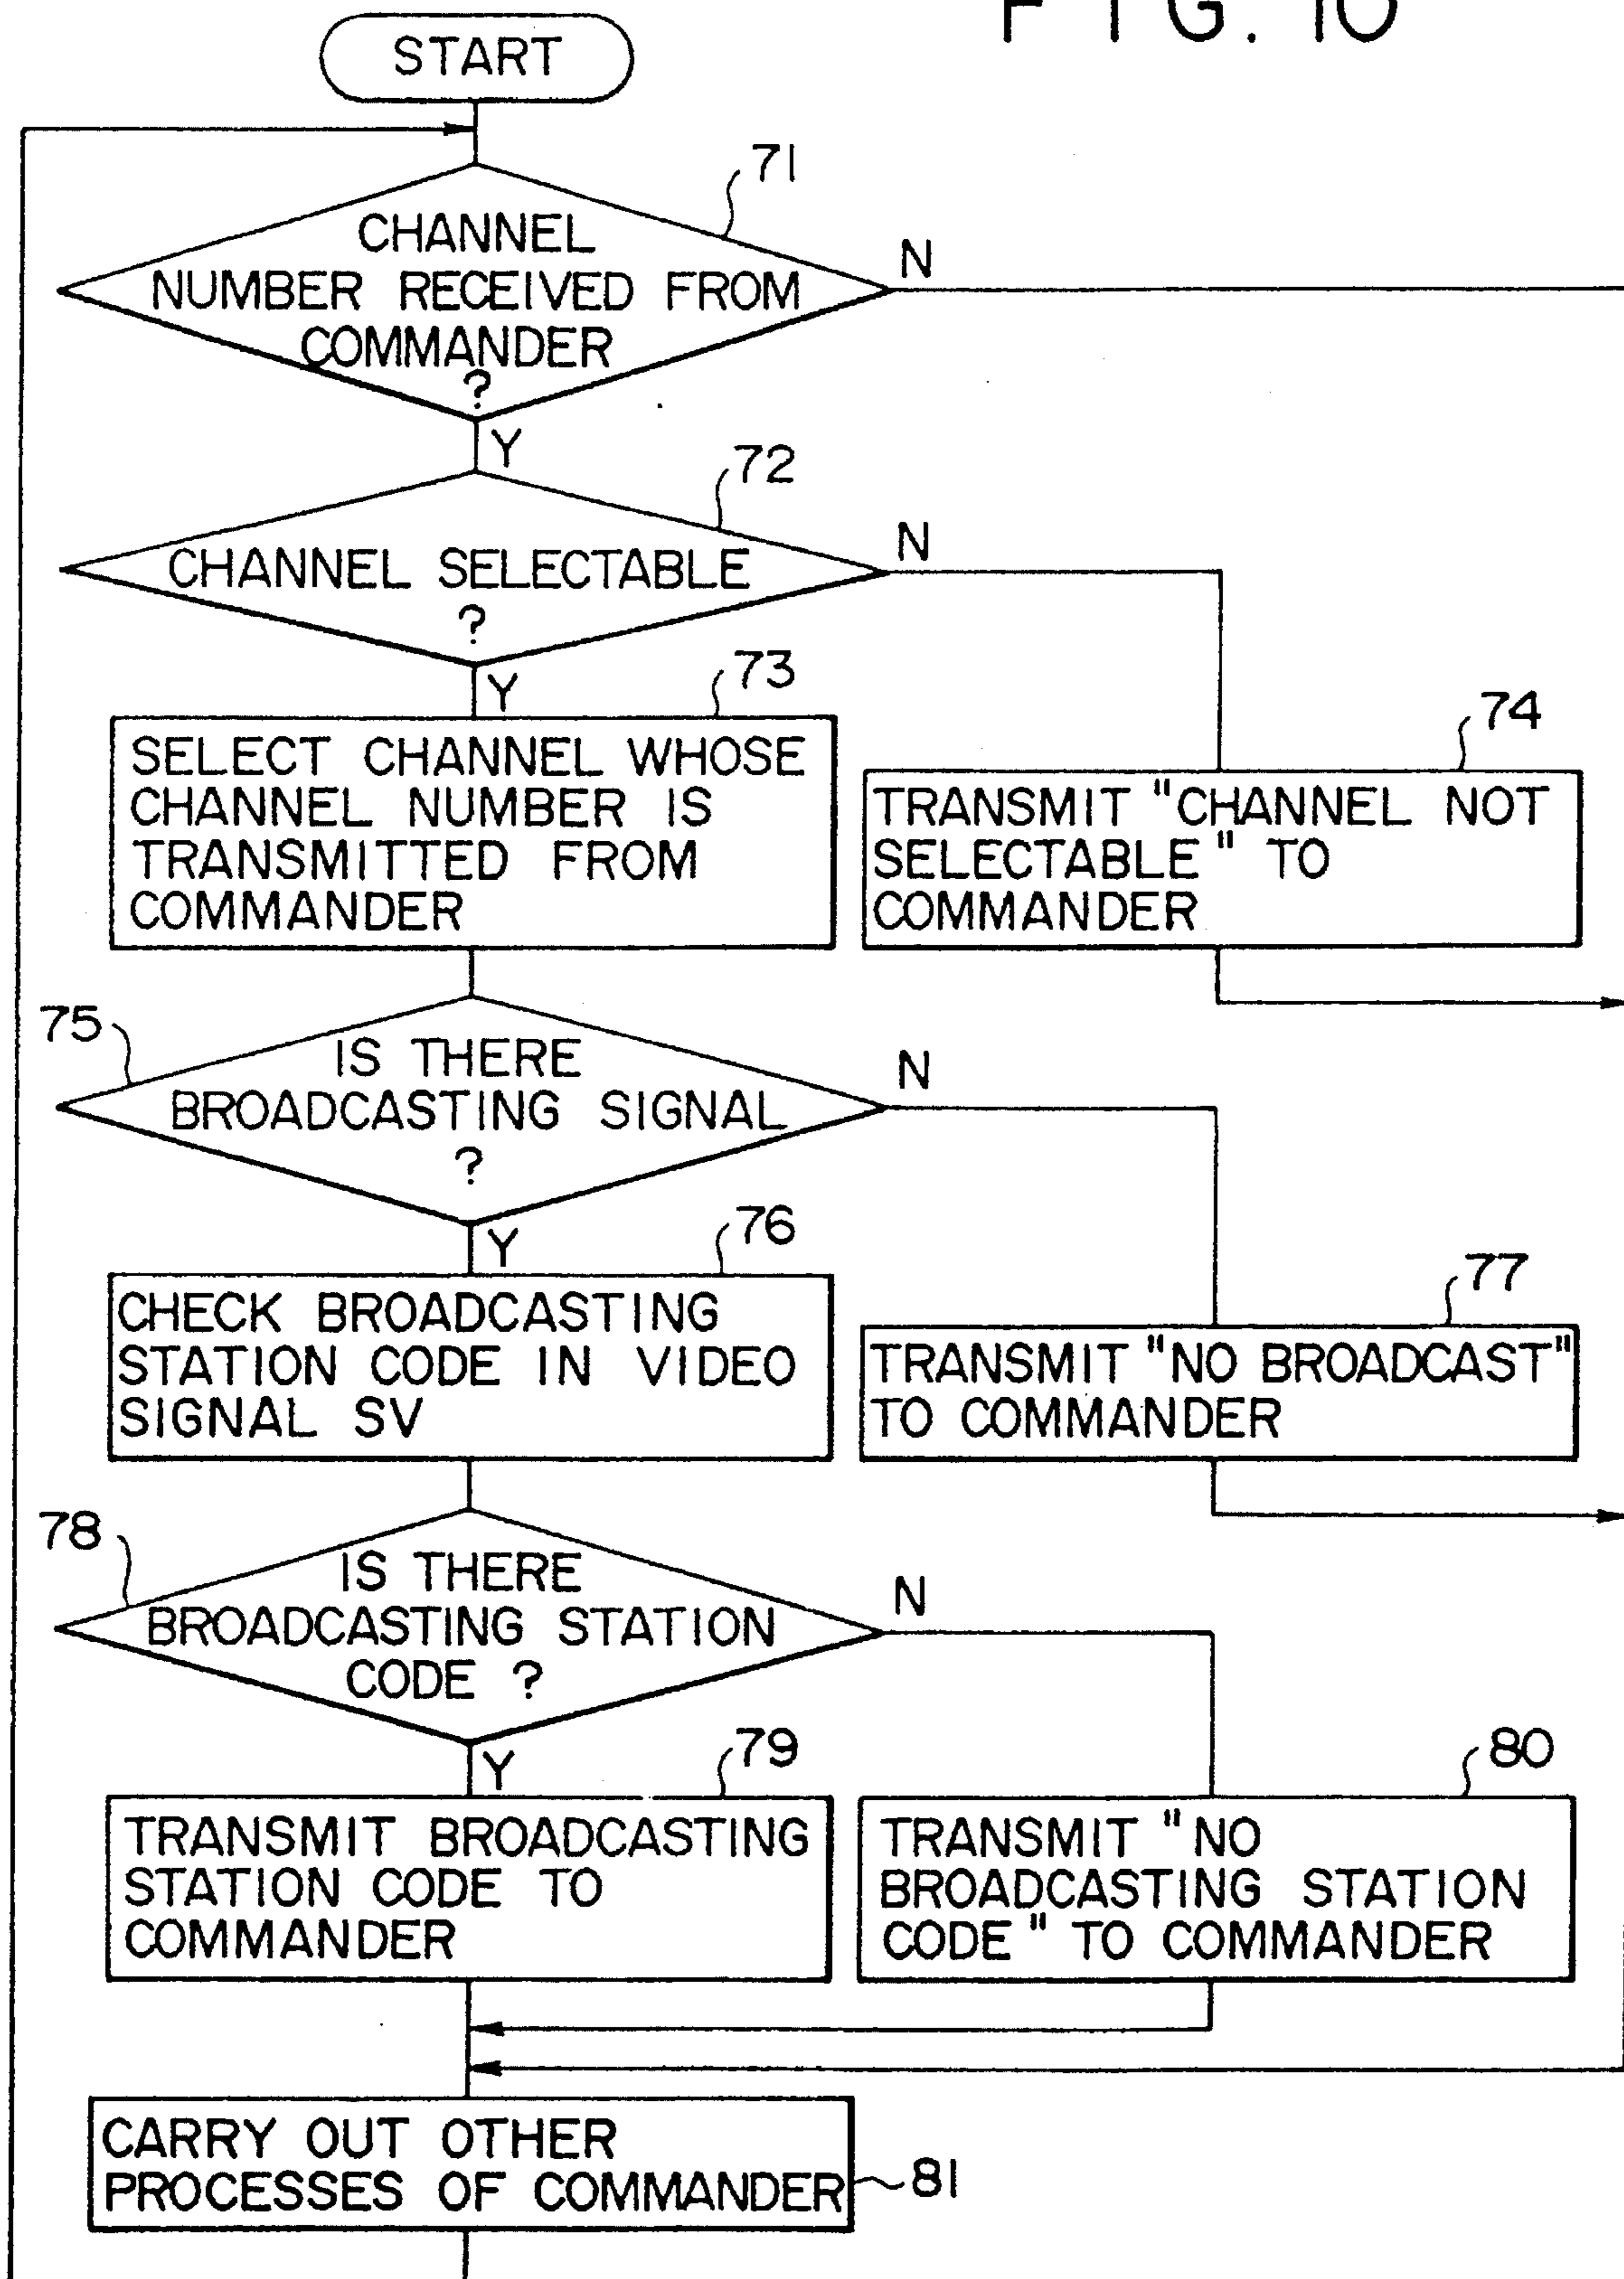 FIG. 10
START
71
CHANNEL
NUMBER RECEIVED FROM
COMMANDER
?
N
Y
72
CHANNEL SELECTABLE
?
N
Y
73
SELECT CHANNEL WHOSE
CHANNEL NUMBER IS
TRANSMITTED FROM
COMMANDER
74
TRANSMIT "CHANNEL NOT
SELECTABLE" TO
COMMANDER
75
IS THERE
BROADCASTING SIGNAL
?
N
Y
76
CHECK BROADCASTING
STATION CODE IN VIDEO
SIGNAL SV
77
TRANSMIT "NO BROADCAST"
TO COMMANDER
78
IS THERE
BROADCASTING STATION
CODE ?
N
Y
79
TRANSMIT BROADCASTING
STATION CODE TO
COMMANDER
80
TRANSMIT "NO
BROADCASTING STATION
CODE" TO COMMANDER
CARRY OUT OTHER
PROCESSES OF COMMANDER
81